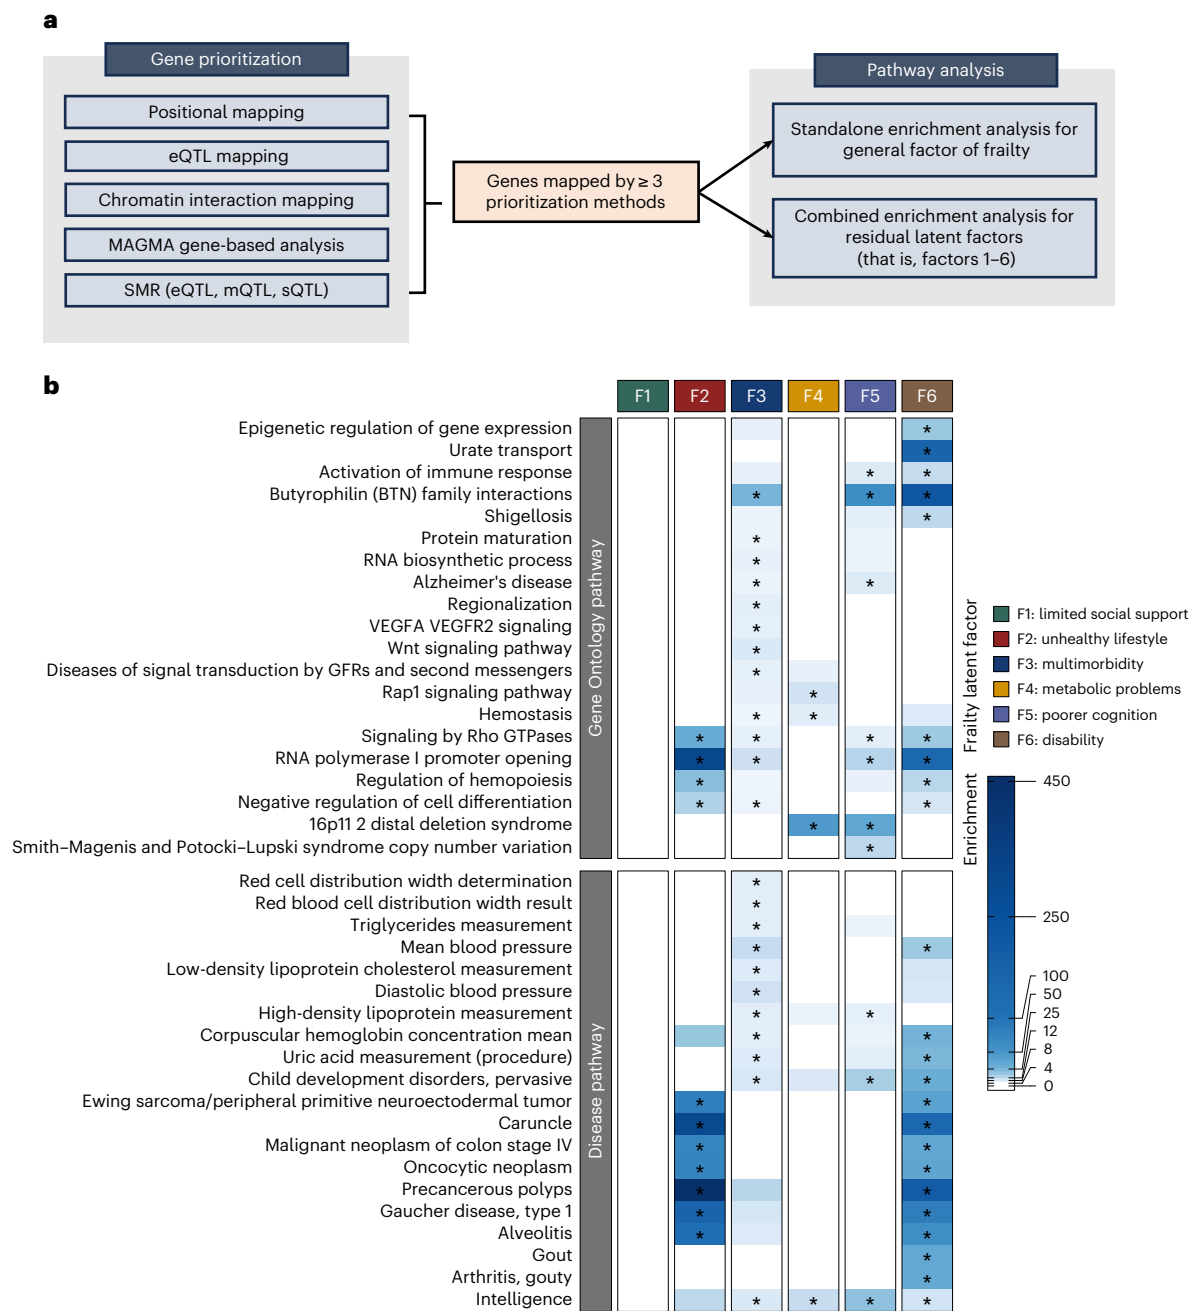 a
Gene prioritization
Positional mapping
eQTL mapping
Chromatin interaction mapping
MAGMA gene-based analysis
SMR (eQTL, mQTL, sQTL)
Genes mapped by ≥ 3
prioritization methods
Pathway analysis
Standalone enrichment analysis for
general factor of frailty
Combined enrichment analysis for
residual latent factors
(that is, factors 1–6)
b
F1 F2 F3 F4 F5 F6
Gene Ontology pathway
Epigenetic regulation of gene expression *
Urate transport *
Activation of immune response * *
Butyrophilin (BTN) family interactions * * *
Shigellosis *
Protein maturation *
RNA biosynthetic process *
Alzheimer's disease * *
Regionalization *
VEGFA VEGFR2 signaling *
Wnt signaling pathway *
Diseases of signal transduction by GFRs and second messengers *
Rap1 signaling pathway *
Hemostasis * *
Signaling by Rho GTPases * * * *
RNA polymerase I promoter opening * * * *
Regulation of hemopoiesis * *
Negative regulation of cell differentiation * * *
16p11 2 distal deletion syndrome * *
Smith–Magenis and Potocki–Lupski syndrome copy number variation *
Disease pathway
Red cell distribution width determination *
Red blood cell distribution width result *
Triglycerides measurement *
Mean blood pressure * *
Low-density lipoprotein cholesterol measurement *
Diastolic blood pressure *
High-density lipoprotein measurement * *
Corpuscular hemoglobin concentration mean * *
Uric acid measurement (procedure) * *
Child development disorders, pervasive * * *
Ewing sarcoma/peripheral primitive neuroectodermal tumor * *
Caruncle * *
Malignant neoplasm of colon stage IV * *
Oncocytic neoplasm * *
Precancerous polyps * *
Gaucher disease, type 1 * *
Alveolitis * *
Gout *
Arthritis, gouty *
Intelligence * * * *
Frailty latent factor
F1: limited social support
F2: unhealthy lifestyle
F3: multimorbidity
F4: metabolic problems
F5: poorer cognition
F6: disability
Enrichment
450
250
100
50
25
12
8
4
0